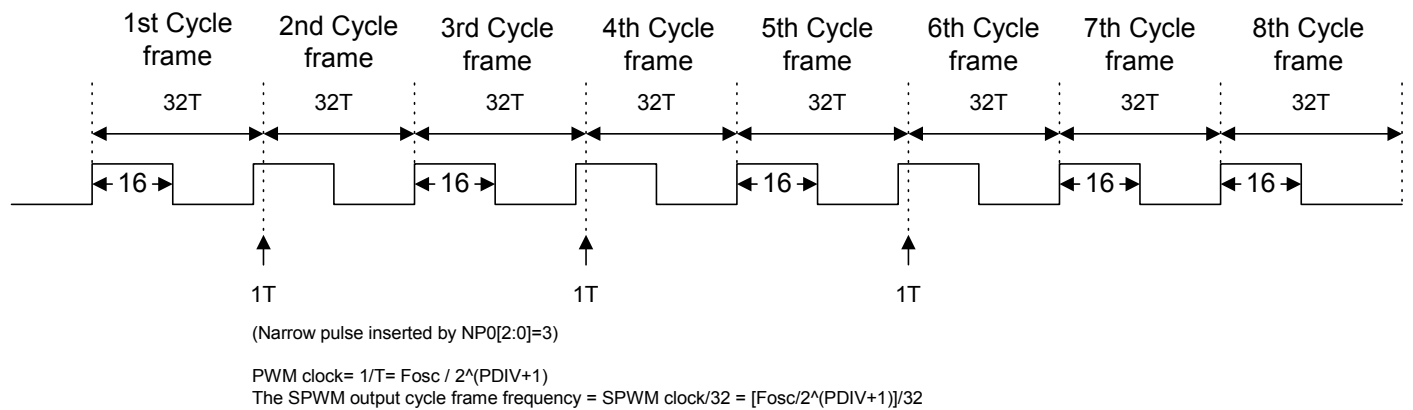 1st Cycle frame
2nd Cycle frame
3rd Cycle frame
4th Cycle frame
5th Cycle frame
6th Cycle frame
7th Cycle frame
8th Cycle frame
32T 32T 32T 32T 32T 32T 32T 32T
16 16 16 16 16
1T 1T 1T
(Narrow pulse inserted by NP0[2:0]=3)
PWM clock= 1/T= Fosc / 2^(PDIV+1)
The SPWM output cycle frame frequency = SPWM clock/32 = [Fosc/2^(PDIV+1)]/32